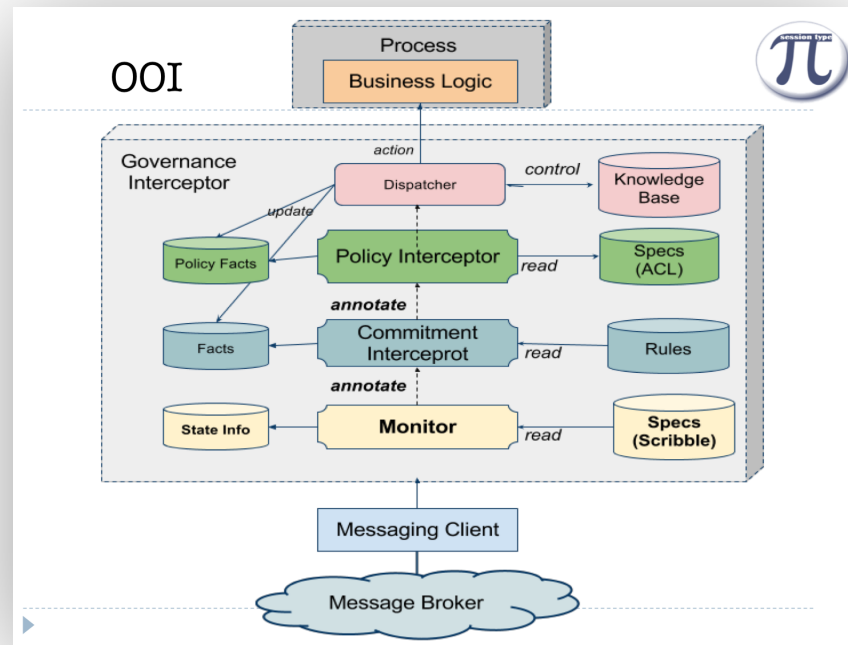 OOI
session type
π
Process
Business Logic
Governance
Interceptor
action
Dispatcher
control
Knowledge
Base
update
Policy Facts
Policy Interceptor
read
Specs
(ACL)
annotate
Facts
Commitment
Interceprot
read
Rules
annotate
State Info
Monitor
read
Specs
(Scribble)
Messaging Client
Message Broker